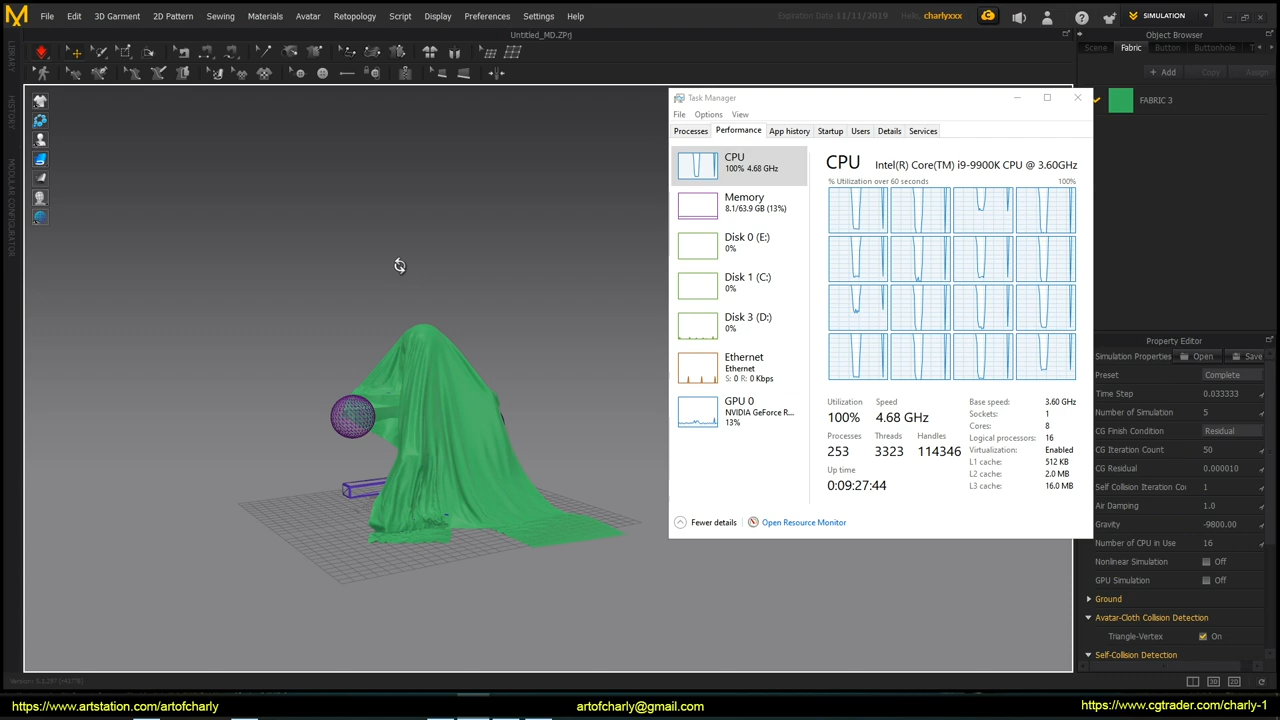 File Edit 3D Garment 2D Pattern Sewing Materials Avatar Retopology Script Display Preferences Settings Help
Expiration Date 11/11/2019 Hello, charlyxxx
SIMULATION
Untitled_MD.ZPrj
Object Browser
Scene Fabric Button Buttonhole
+ Add Copy Assign
FABRIC 3
LIBRARY
HISTORY
MODULAR CONFIGURATOR
Task Manager
File Options View
Processes Performance App history Startup Users Details Services
CPU
100% 4.68 GHz
Memory
8.1/63.9 GB (13%)
Disk 0 (E:)
0%
Disk 1 (C:)
0%
Disk 3 (D:)
0%
Ethernet
Ethernet
S: 0 R: 0 Kbps
GPU 0
NVIDIA GeForce R...
13%
CPU Intel(R) Core(TM) i9-9900K CPU @ 3.60GHz
% Utilization over 60 seconds 100%
Utilization Speed
100% 4.68 GHz
Processes Threads Handles
253 3323 114346
Up time
0:09:27:44
Base speed: 3.60 GHz
Sockets: 1
Cores: 8
Logical processors: 16
Virtualization: Enabled
L1 cache: 512 KB
L2 cache: 2.0 MB
L3 cache: 16.0 MB
Fewer details Open Resource Monitor
Property Editor
Simulation Properties Open Save
Preset Complete
Time Step 0.033333
Number of Simulation 5
CG Finish Condition Residual
CG Iteration Count 50
CG Residual 0.000010
Self Collision Iteration Cou 1
Air Damping 1.0
Gravity -9800.00
Number of CPU in Use 16
Nonlinear Simulation Off
GPU Simulation Off
Ground
Avatar-Cloth Collision Detection
Triangle-Vertex On
Self-Collision Detection
3D 2D
https://www.artstation.com/artofcharly artofcharly@gmail.com https://www.cgtrader.com/charly-1